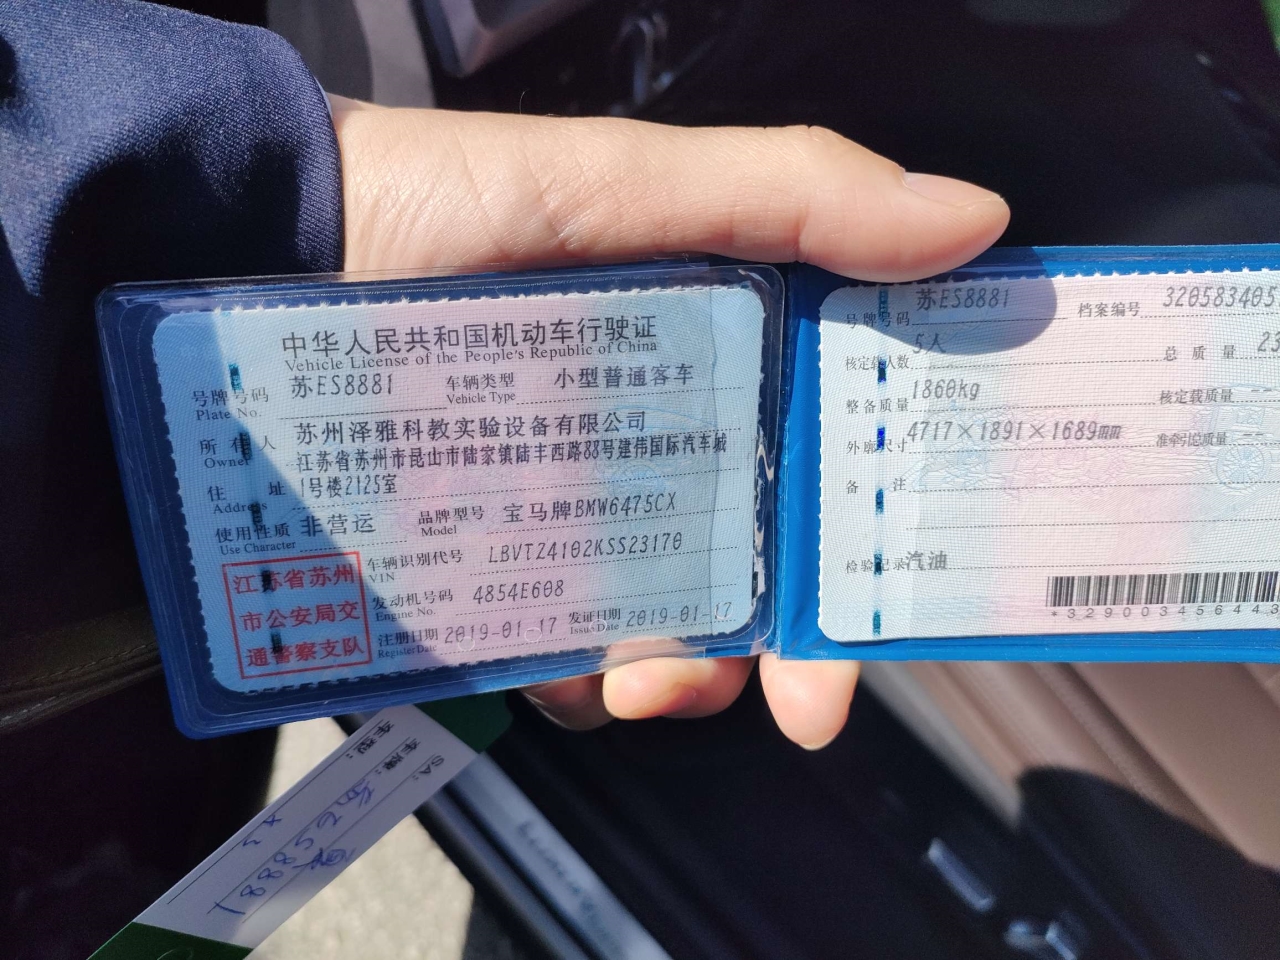 中华人民共和国机动车行驶证
Vehicle License of the People's Republic of China
号牌号码 苏ES8881 车辆类型 小型普通客车
Plate No. Vehicle Type
所有人 苏州泽雅科教实验设备有限公司
Owner
住址 江苏省苏州市昆山市陆家镇陆丰西路88号建伟国际汽车城
1号楼2125室
Address
使用性质 非营运 品牌型号 宝马牌BMW6475CX
Use Character Model
江苏省苏州
市公安局交
通警察支队
车辆识别代号 LBVTZ4102KSS23170
VIN
发动机号码 4854E608
Engine No.
注册日期 2019-01-17 发证日期 2019-01-17
Register Date Issue Date
号牌号码 苏ES8881 档案编号 320583405
核定载人数 5人 总质量 23
整备质量 1860kg 核定载质量 --
外廓尺寸 4717×1891×1689mm 准牵引总质量 --
备注
检验记录 汽油
*329003456443
SA:
车牌:
车型:
X3